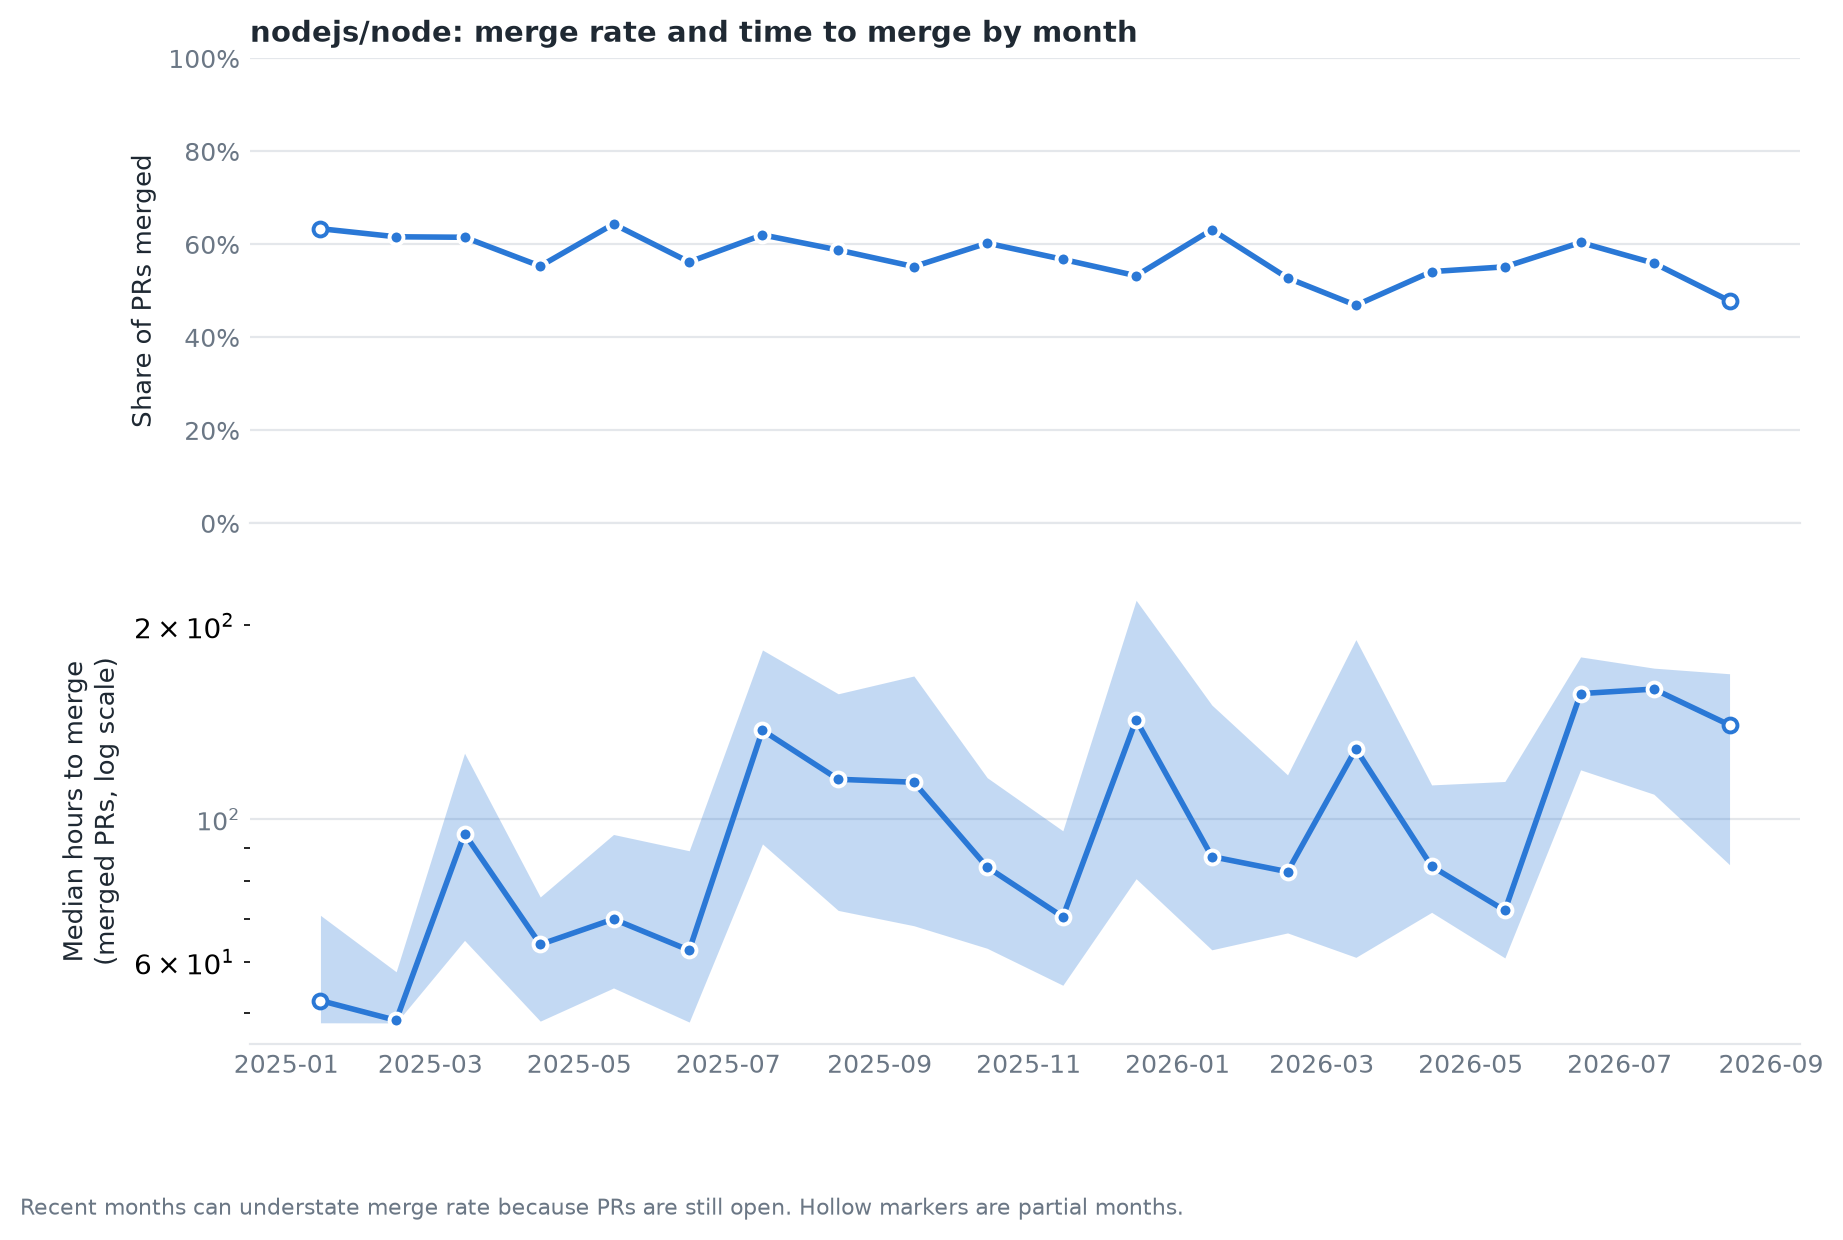 nodejs/node: merge rate and time to merge by month
100%
80%
60%
40%
20%
0%
Share of PRs merged
2 × 10²
10²
6 × 10¹
Median hours to merge
(merged PRs, log scale)
2025-01 2025-03 2025-05 2025-07 2025-09 2025-11 2026-01 2026-03 2026-05 2026-07 2026-09
Recent months can understate merge rate because PRs are still open. Hollow markers are partial months.